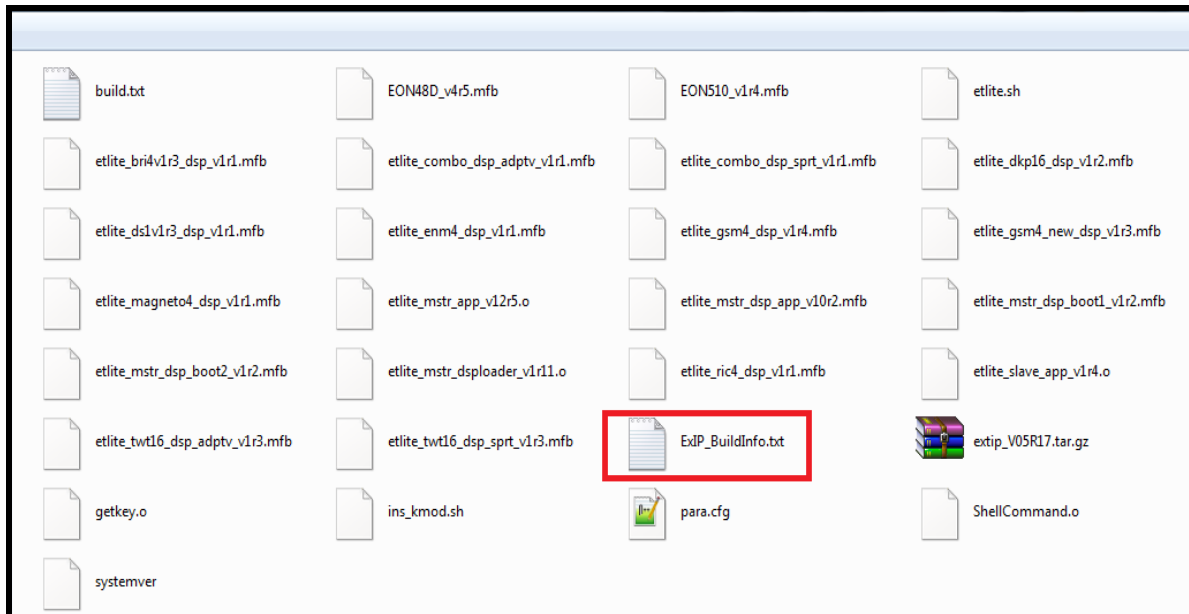 build.txt
EON48D_v4r5.mfb
EON510_v1r4.mfb
etlite.sh
etlite_bri4v1r3_dsp_v1r1.mfb
etlite_combo_dsp_adptv_v1r1.mfb
etlite_combo_dsp_sprt_v1r1.mfb
etlite_dkp16_dsp_v1r2.mfb
etlite_ds1v1r3_dsp_v1r1.mfb
etlite_enm4_dsp_v1r1.mfb
etlite_gsm4_dsp_v1r4.mfb
etlite_gsm4_new_dsp_v1r3.mfb
etlite_magneto4_dsp_v1r1.mfb
etlite_mstr_app_v12r5.o
etlite_mstr_dsp_app_v10r2.mfb
etlite_mstr_dsp_boot1_v1r2.mfb
etlite_mstr_dsp_boot2_v1r2.mfb
etlite_mstr_dsploader_v1r11.o
etlite_ric4_dsp_v1r1.mfb
etlite_slave_app_v1r4.o
etlite_twt16_dsp_adptv_v1r3.mfb
etlite_twt16_dsp_sprt_v1r3.mfb
ExIP_BuildInfo.txt
extip_V05R17.tar.gz
getkey.o
ins_kmod.sh
para.cfg
ShellCommand.o
systemver